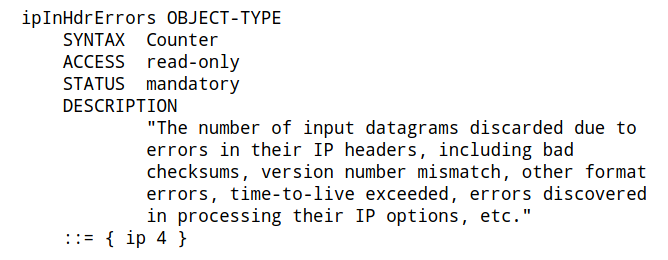 ipInHdrErrors OBJECT-TYPE
SYNTAX  Counter
ACCESS  read-only
STATUS  mandatory
DESCRIPTION
"The number of input datagrams discarded due to
errors in their IP headers, including bad
checksums, version number mismatch, other format
errors, time-to-live exceeded, errors discovered
in processing their IP options, etc."
::= { ip 4 }